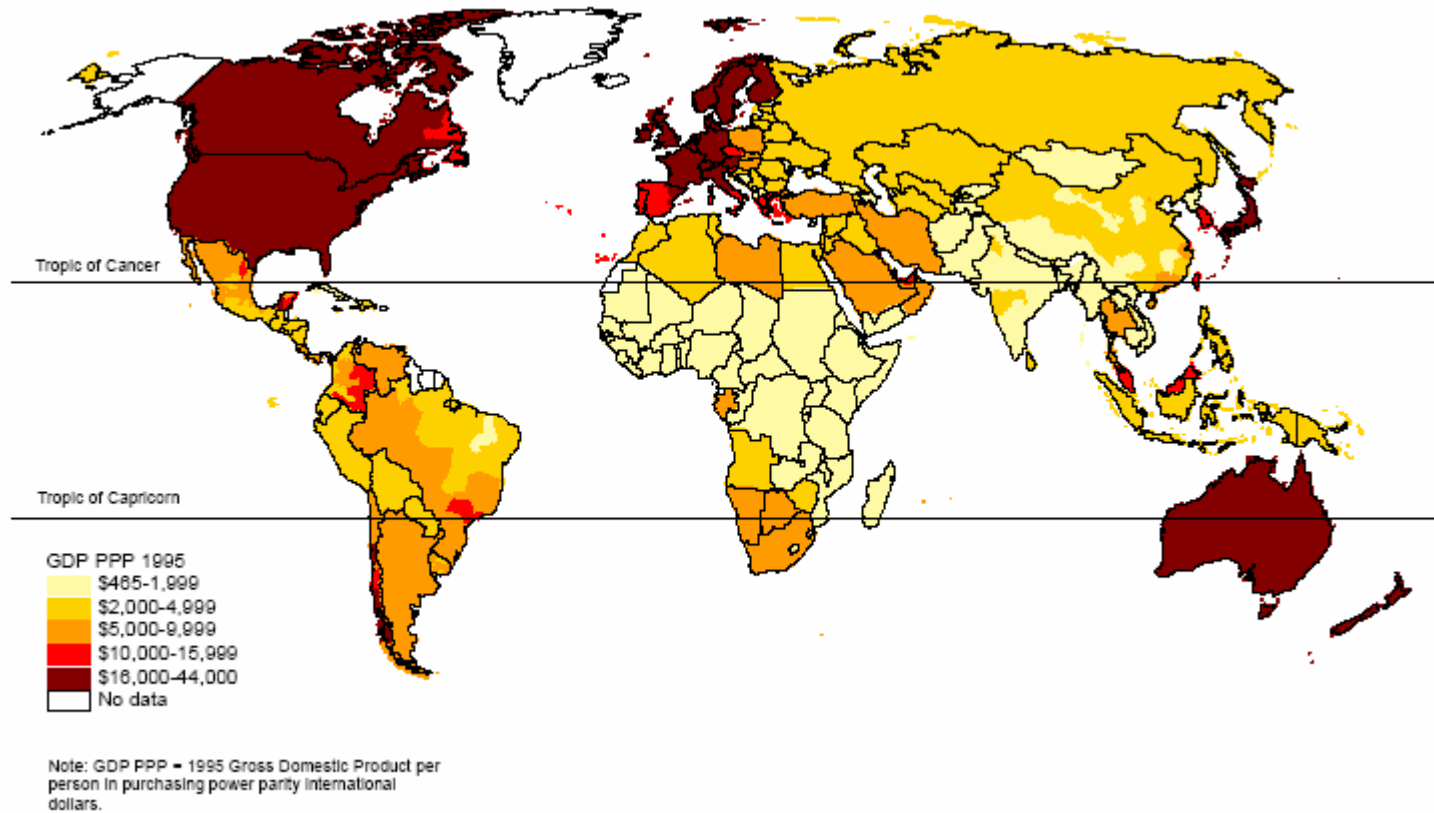 Tropic of Cancer
Tropic of Capricorn
GDP PPP 1995
$465-1,999
$2,000-4,999
$5,000-9,999
$10,000-15,999
$16,000-44,000
No data
Note: GDP PPP = 1995 Gross Domestic Product per
person in purchasing power parity international
dollars.